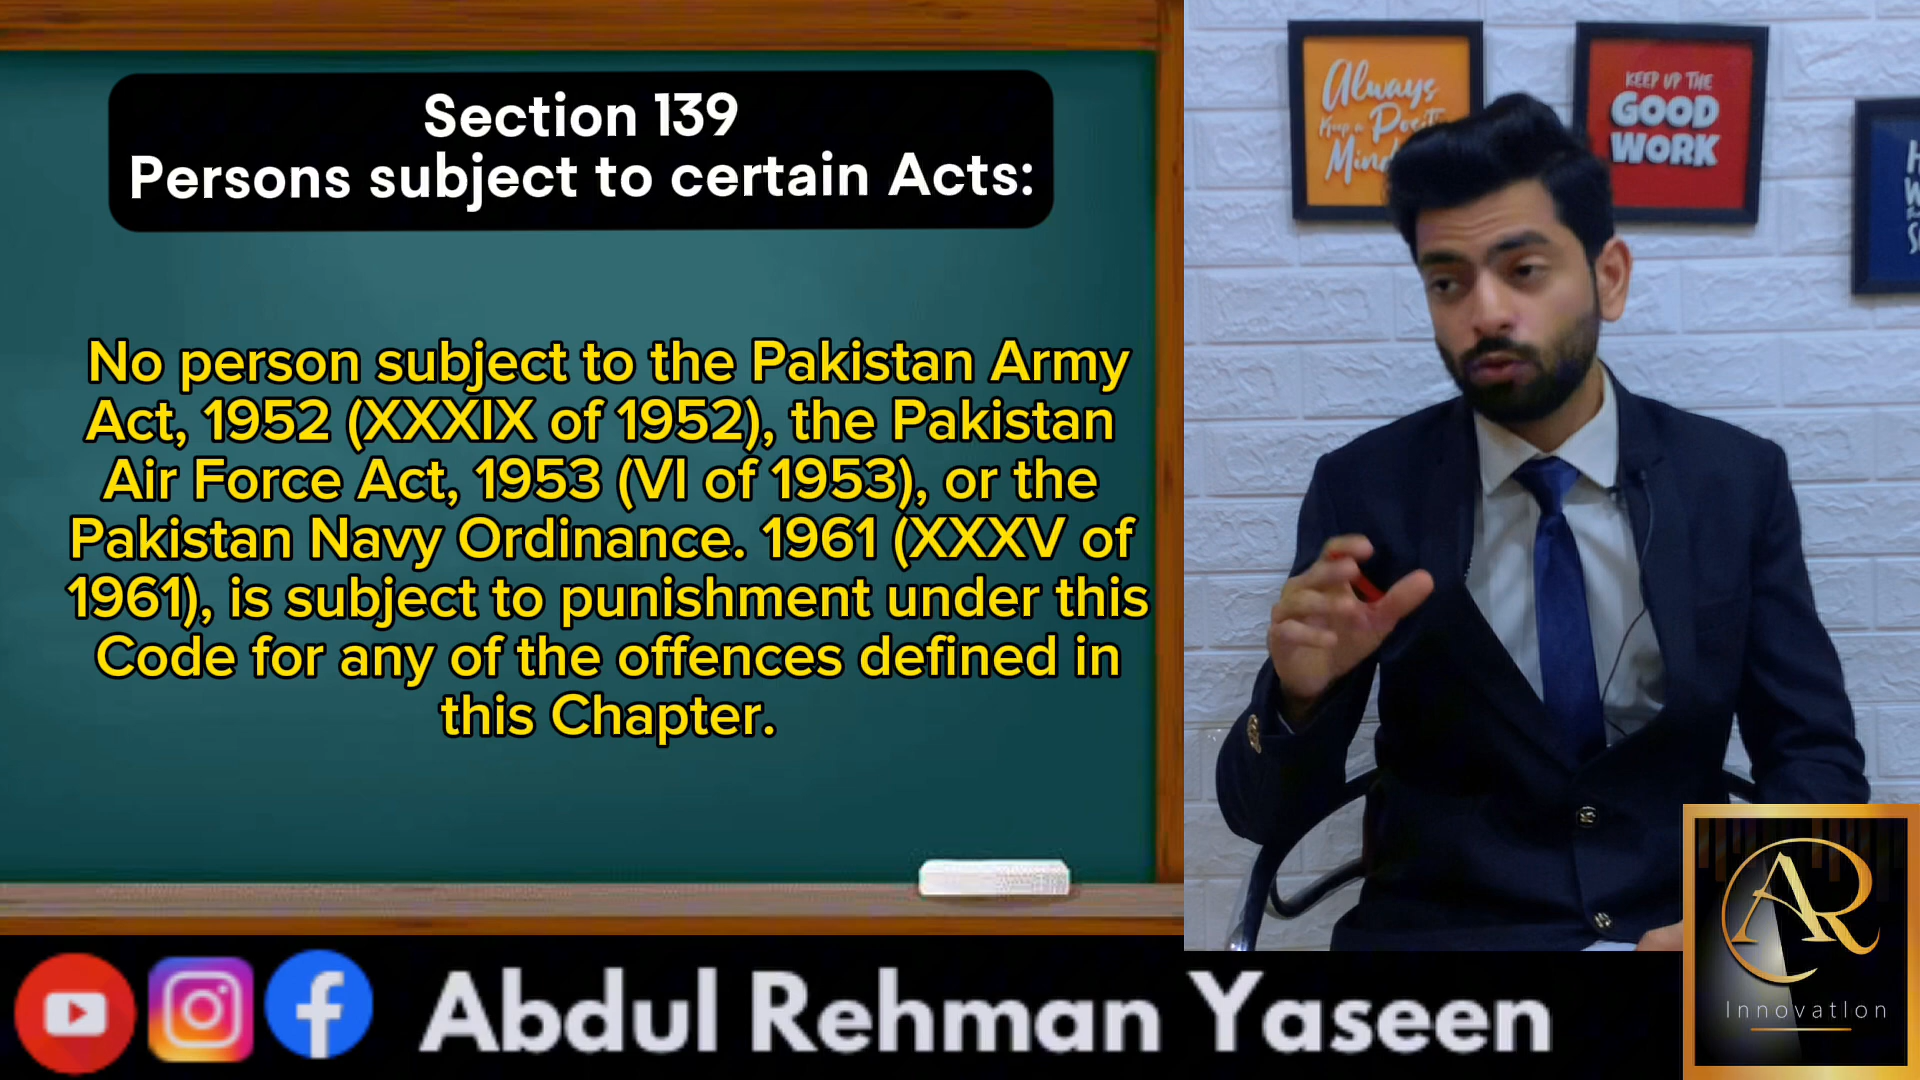 Section 139
Persons subject to certain Acts:
No person subject to the Pakistan Army
Act, 1952 (XXXIX of 1952), the Pakistan
Air Force Act, 1953 (VI of 1953), or the
Pakistan Navy Ordinance. 1961 (XXXV of
1961), is subject to punishment under this
Code for any of the offences defined in
this Chapter.
Always
Keep a Positi
Mind
KEEP UP THE
GOOD
WORK
AR
InnovatIon
Abdul Rehman Yaseen